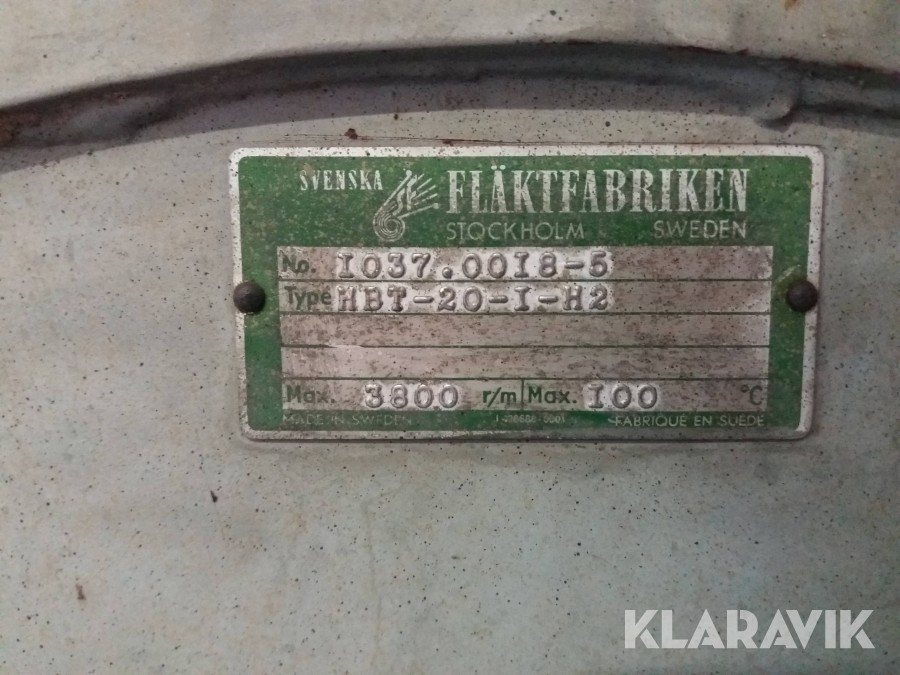 SVENSKA FLÄKTFABRIKEN
STOCKHOLM SWEDEN
No. 1037.0018-5
Type HBT-20-1-H2
Max. 3800 r/m Max. 100 °C
MADE IN SWEDEN FABRIQUE EN SUEDE
KLARAVIK